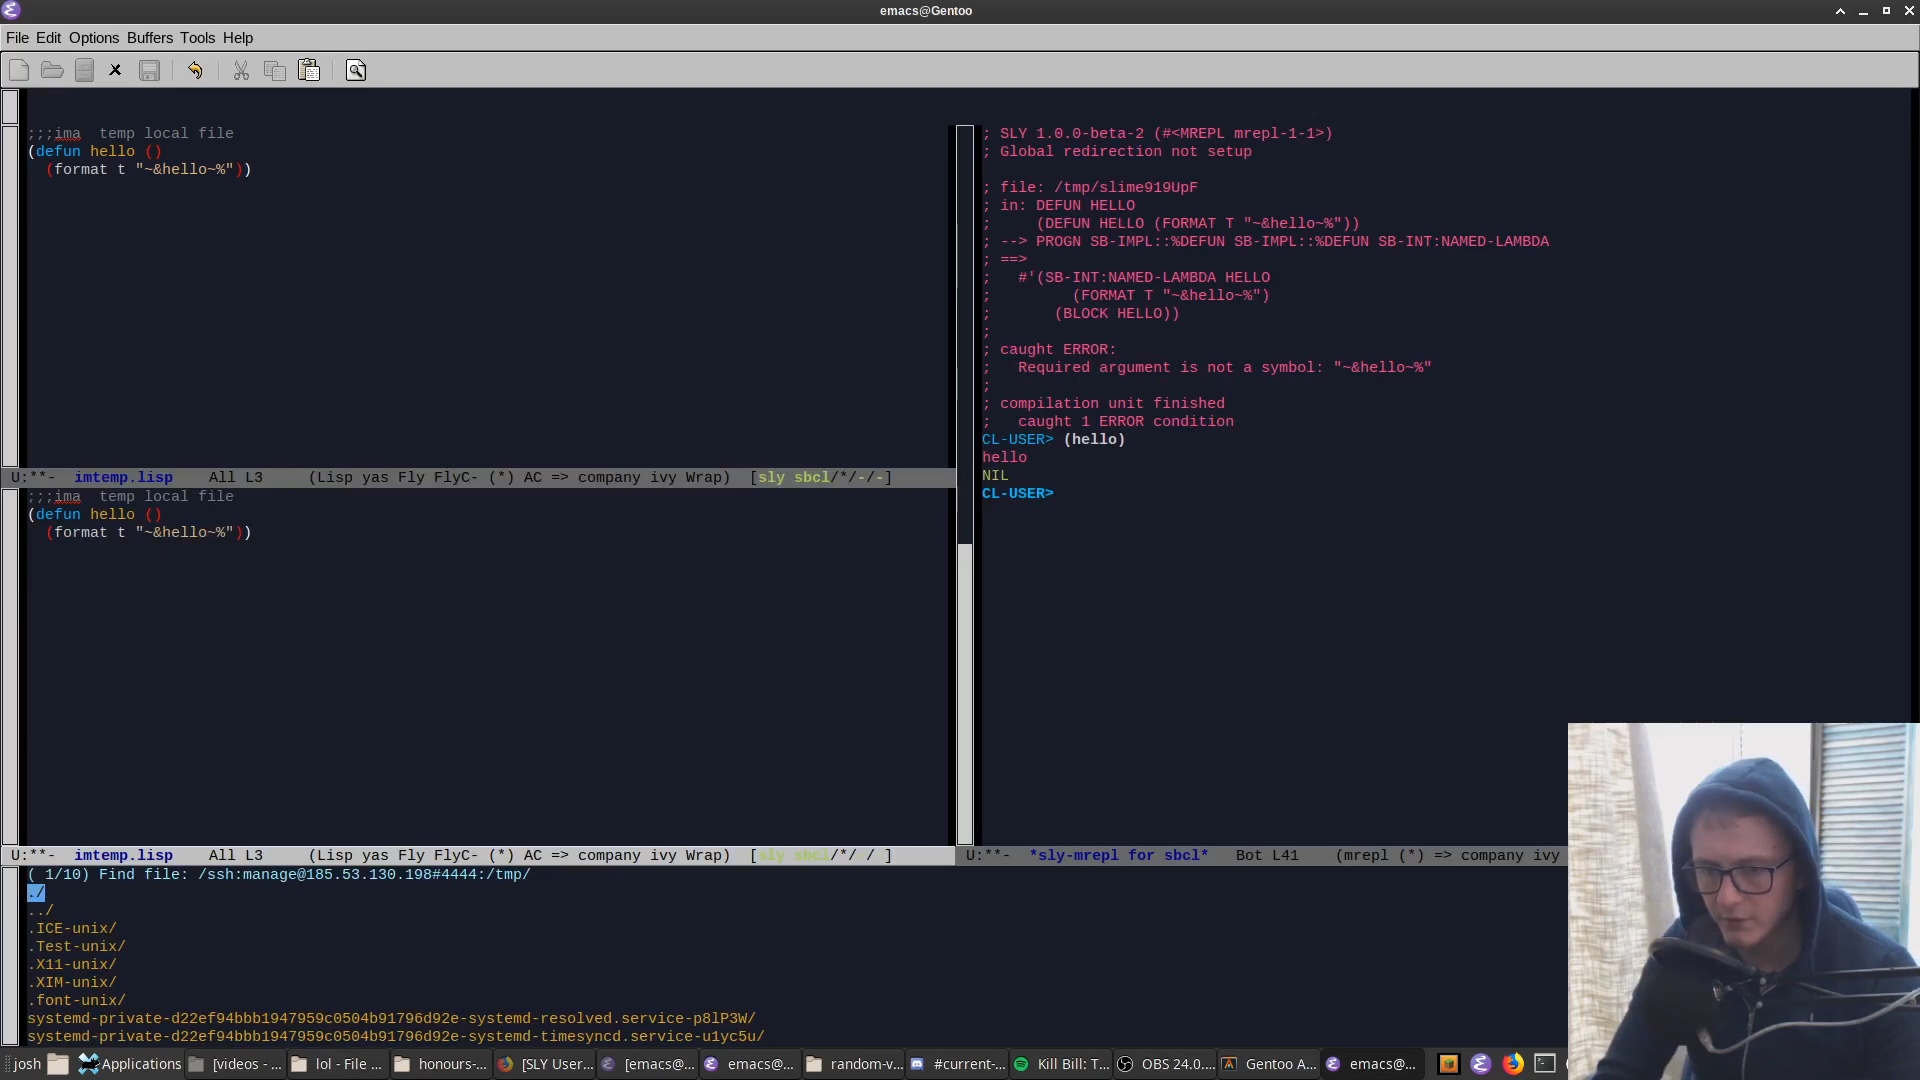 emacs@Gentoo
File Edit Options Buffers Tools Help
;;;ima  temp local file
(defun hello ()
  (format t "~&hello~%"))
U:**-  imtemp.lisp    All L3     (Lisp yas Fly FlyC- (*) AC => company ivy Wrap)  [sly sbcl/*/-/-]
;;;ima  temp local file
(defun hello ()
  (format t "~&hello~%"))
U:**-  imtemp.lisp    All L3     (Lisp yas Fly FlyC- (*) AC => company ivy Wrap)  [sly sbcl/*/ / ]
; SLY 1.0.0-beta-2 (#<MREPL mrepl-1-1>)
; Global redirection not setup
; file: /tmp/slime919UpF
; in: DEFUN HELLO
;     (DEFUN HELLO (FORMAT T "~&hello~%"))
; --> PROGN SB-IMPL::%DEFUN SB-IMPL::%DEFUN SB-INT:NAMED-LAMBDA
; ==>
;   #'(SB-INT:NAMED-LAMBDA HELLO
;         (FORMAT T "~&hello~%")
;       (BLOCK HELLO))
;
; caught ERROR:
;   Required argument is not a symbol: "~&hello~%"
;
; compilation unit finished
;   caught 1 ERROR condition
CL-USER> (hello)
hello
NIL
CL-USER>
U:**-  *sly-mrepl for sbcl*   Bot L41    (mrepl (*) => company ivy
( 1/10) Find file: /ssh:manage@185.53.130.198#4444:/tmp/
./
../
.ICE-unix/
.Test-unix/
.X11-unix/
.XIM-unix/
.font-unix/
systemd-private-d22ef94bbb1947959c0504b91796d92e-systemd-resolved.service-p8lP3W/
systemd-private-d22ef94bbb1947959c0504b91796d92e-systemd-timesyncd.service-u1yc5u/
josh Applications [videos - ... lol - File ... honours-... [SLY User... [emacs@... emacs@... random-v... #current-... Kill Bill: T... OBS 24.0.... Gentoo A... emacs@...